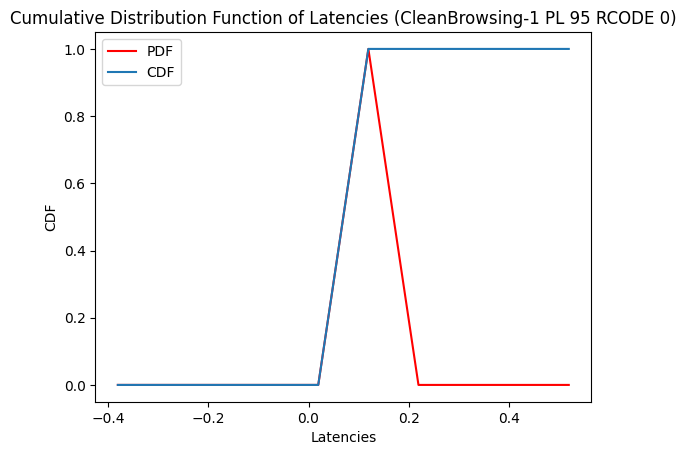 Cumulative Distribution Function of Latencies (CleanBrowsing-1 PL 95 RCODE 0)
PDF
CDF
1.0
0.8
0.6
0.4
0.2
0.0
CDF
−0.4
−0.2
0.0
0.2
0.4
Latencies